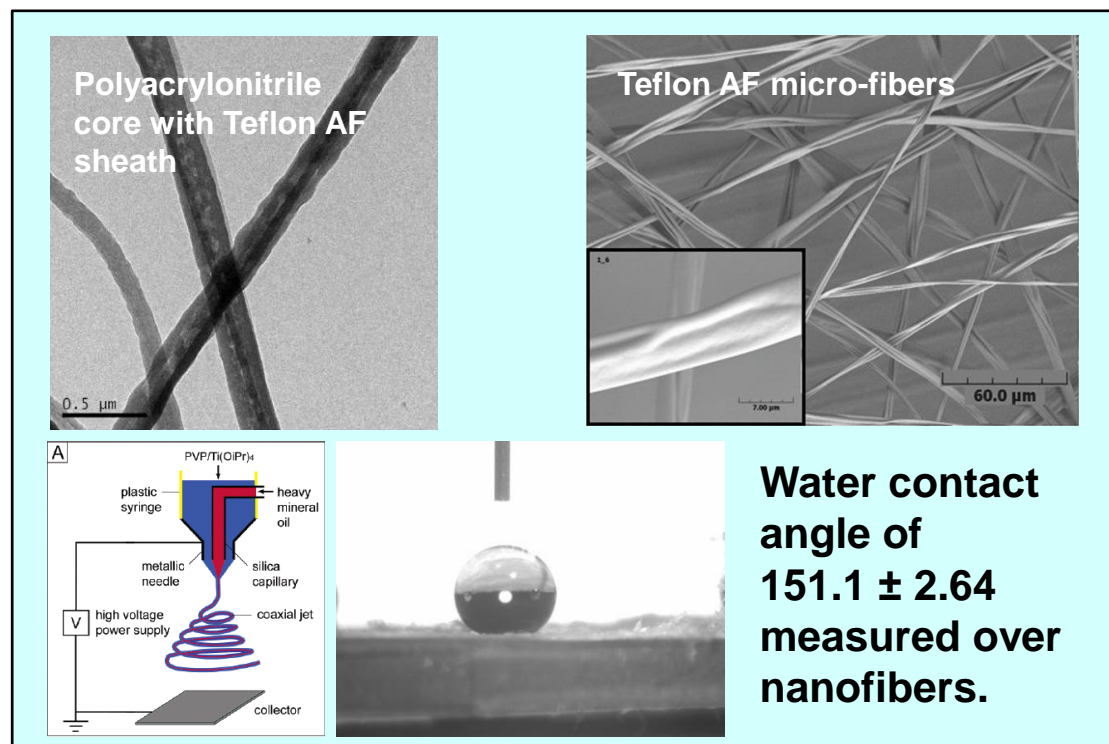 Polyacrylonitrile
core with Teflon AF
sheath
0.5 µm
Teflon AF micro-fibers
1_6
7.00 µm
60.0 µm
A
PVP/Ti(OiPr)4
plastic
syringe
heavy
mineral
oil
metallic
needle
silica
capillary
V
high voltage
power supply
coaxial jet
collector
Water contact
angle of
151.1 ± 2.64
measured over
nanofibers.